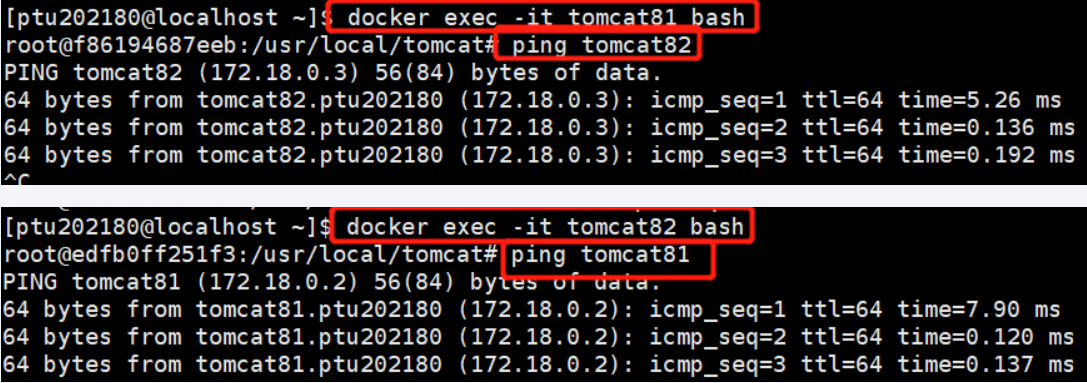 [ptu202180@localhost ~]$ docker exec -it tomcat81 bash
root@f86194687eeb:/usr/local/tomcat# ping tomcat82
PING tomcat82 (172.18.0.3) 56(84) bytes of data.
64 bytes from tomcat82.ptu202180 (172.18.0.3): icmp_seq=1 ttl=64 time=5.26 ms
64 bytes from tomcat82.ptu202180 (172.18.0.3): icmp_seq=2 ttl=64 time=0.136 ms
64 bytes from tomcat82.ptu202180 (172.18.0.3): icmp_seq=3 ttl=64 time=0.192 ms
^C
[ptu202180@localhost ~]$ docker exec -it tomcat82 bash
root@edfb0ff251f3:/usr/local/tomcat# ping tomcat81
PING tomcat81 (172.18.0.2) 56(84) bytes of data.
64 bytes from tomcat81.ptu202180 (172.18.0.2): icmp_seq=1 ttl=64 time=7.90 ms
64 bytes from tomcat81.ptu202180 (172.18.0.2): icmp_seq=2 ttl=64 time=0.120 ms
64 bytes from tomcat81.ptu202180 (172.18.0.2): icmp_seq=3 ttl=64 time=0.137 ms